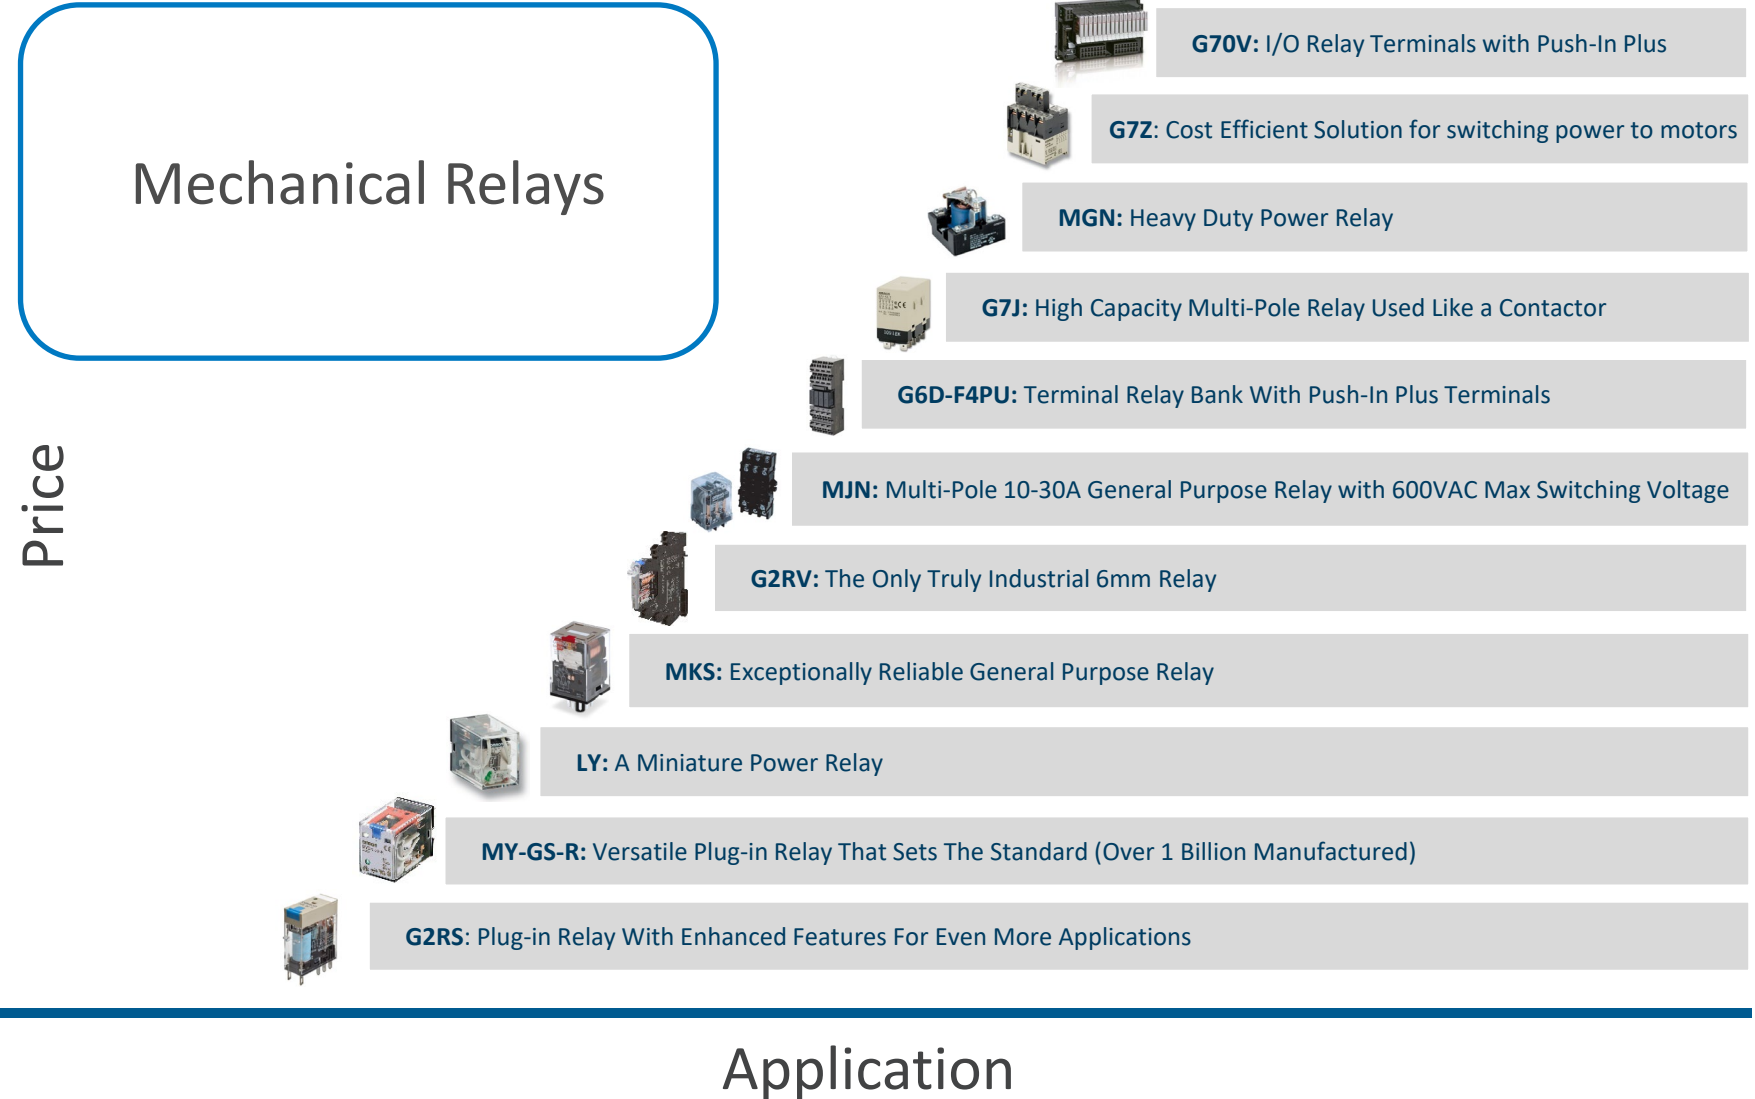 Mechanical Relays
G70V: I/O Relay Terminals with Push-In Plus
G7Z: Cost Efficient Solution for switching power to motors
MGN: Heavy Duty Power Relay
G7J: High Capacity Multi-Pole Relay Used Like a Contactor
G6D-F4PU: Terminal Relay Bank With Push-In Plus Terminals
MJN: Multi-Pole 10-30A General Purpose Relay with 600VAC Max Switching Voltage
G2RV: The Only Truly Industrial 6mm Relay
MKS: Exceptionally Reliable General Purpose Relay
LY: A Miniature Power Relay
MY-GS-R: Versatile Plug-in Relay That Sets The Standard (Over 1 Billion Manufactured)
G2RS: Plug-in Relay With Enhanced Features For Even More Applications
Price
Application